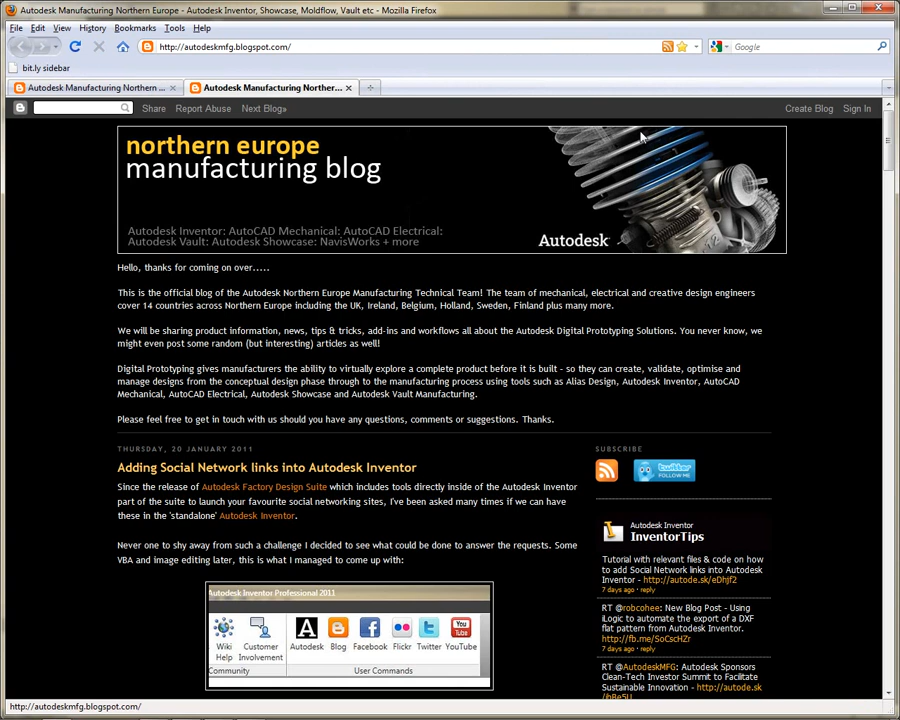 Autodesk Manufacturing Northern Europe - Autodesk Inventor, Showcase, Moldflow, Vault etc - Mozilla Firefox
File Edit View History Bookmarks Tools Help
http://autodeskmfg.blogspot.com/
Google
bit.ly sidebar
Autodesk Manufacturing Northern ...
Autodesk Manufacturing Norther...
Share Report Abuse Next Blog»
Create Blog Sign In
northern europe
manufacturing blog
Autodesk Inventor: AutoCAD Mechanical: AutoCAD Electrical:
Autodesk Vault: Autodesk Showcase: NavisWorks + more
Autodesk
Hello, thanks for coming on over.....
This is the official blog of the Autodesk Northern Europe Manufacturing Technical Team! The team of mechanical, electrical and creative design engineers
cover 14 countries across Northern Europe including the UK, Ireland, Belgium, Holland, Sweden, Finland plus many more.
We will be sharing product information, news, tips & tricks, add-ins and workflows all about the Autodesk Digital Prototyping Solutions. You never know, we
might even post some random (but interesting) articles as well!
Digital Prototyping gives manufacturers the ability to virtually explore a complete product before it is built - so they can create, validate, optimise and
manage designs from the conceptual design phase through to the manufacturing process using tools such as Alias Design, Autodesk Inventor, AutoCAD
Mechanical, AutoCAD Electrical, Autodesk Showcase and Autodesk Vault Manufacturing.
Please feel free to get in touch with us should you have any questions, comments or suggestions. Thanks.
THURSDAY, 20 JANUARY 2011
Adding Social Network links into Autodesk Inventor
Since the release of Autodesk Factory Design Suite which includes tools directly inside of the Autodesk Inventor
part of the suite to launch your favourite social networking sites, I've been asked many times if we can have
these in the 'standalone' Autodesk Inventor.
Never one to shy away from such a challenge I decided to see what could be done to answer the requests. Some
VBA and image editing later, this is what I managed to come up with:
Autodesk Inventor Professional 2011
Wiki Help
Customer Involvement
Autodesk Blog Facebook Flickr Twitter YouTube
Community
User Commands
SUBSCRIBE
twitter
FOLLOW ME
Autodesk Inventor
InventorTips
Tutorial with relevant files & code on how
to add Social Network links into Autodesk
Inventor - http://autode.sk/eDhjf2
7 days ago · reply
RT @robcohee: New Blog Post - Using
iLogic to automate the export of a DXF
flat pattern from Autodesk Inventor.
http://fb.me/SoCscHZr
7 days ago · reply
RT @AutodeskMFG: Autodesk Sponsors
Clean-Tech Inventor Summit to Facilitate
Sustainable Innovation - http://autode.sk
http://autodeskmfg.blogspot.com/